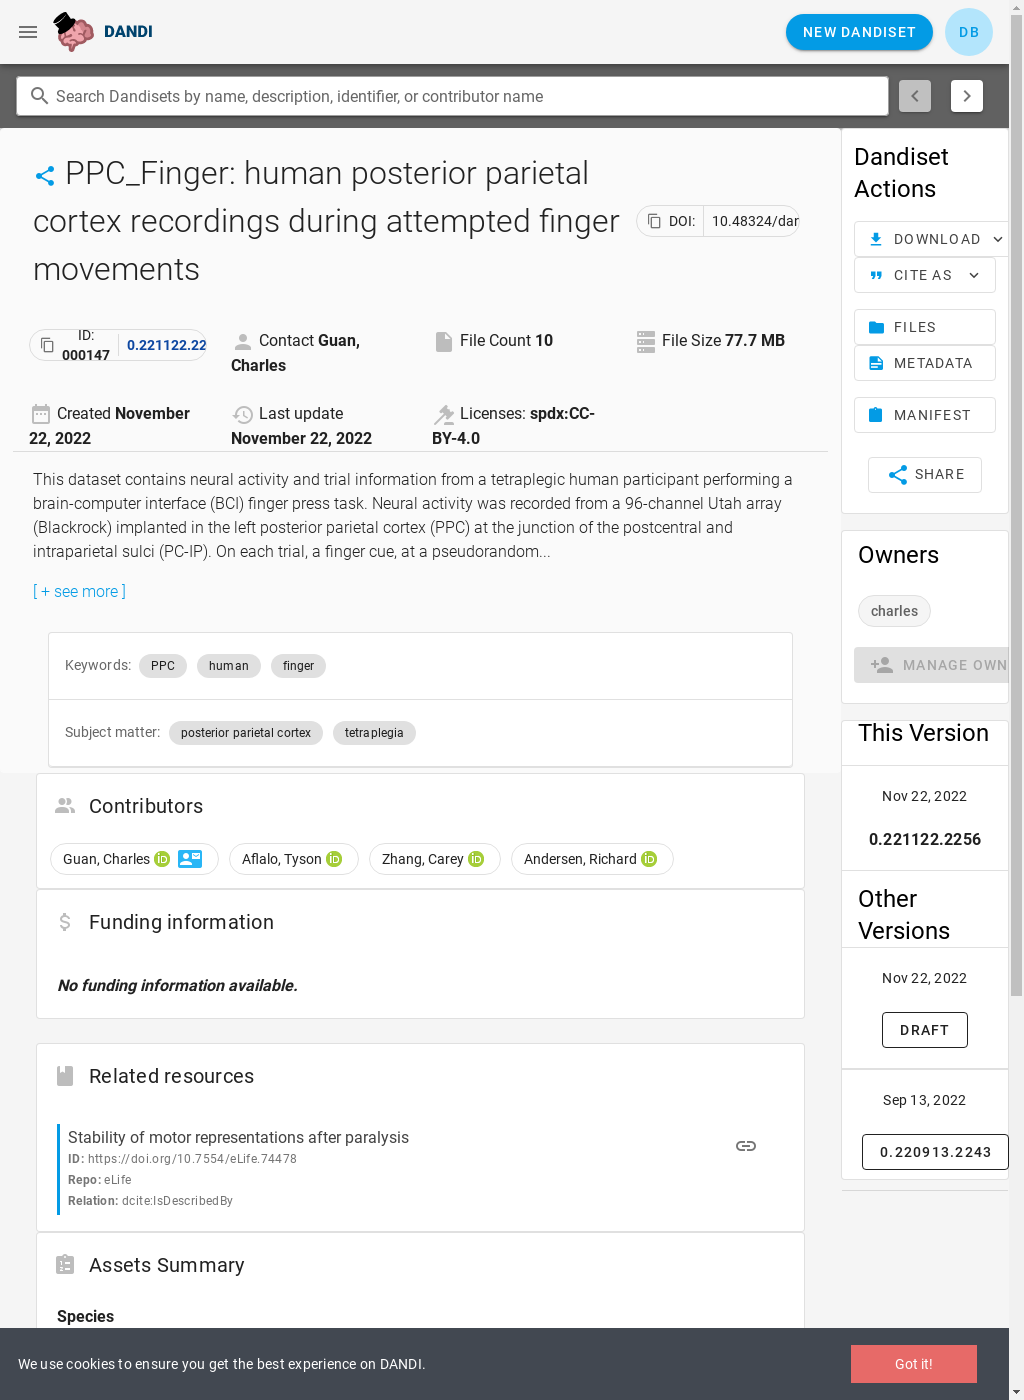 DANDI
NEW DANDISET
DB
Search Dandisets by name, description, identifier, or contributor name
PPC_Finger: human posterior parietal
cortex recordings during attempted finger
movements
DOI: 10.48324/dan
ID:
000147
0.221122.22
Contact Guan,
Charles
File Count 10
File Size 77.7 MB
Created November
22, 2022
Last update
November 22, 2022
Licenses: spdx:CC-
BY-4.0
This dataset contains neural activity and trial information from a tetraplegic human participant performing a
brain-computer interface (BCI) finger press task. Neural activity was recorded from a 96-channel Utah array
(Blackrock) implanted in the left posterior parietal cortex (PPC) at the junction of the postcentral and
intraparietal sulci (PC-IP). On each trial, a finger cue, at a pseudorandom...
[ + see more ]
Keywords: PPC human finger
Subject matter: posterior parietal cortex tetraplegia
Contributors
Guan, Charles iD Aflalo, Tyson iD Zhang, Carey iD Andersen, Richard iD
Funding information
No funding information available.
Related resources
Stability of motor representations after paralysis
ID: https://doi.org/10.7554/eLife.74478
Repo: eLife
Relation: dcite:IsDescribedBy
Assets Summary
Species
Dandiset
Actions
DOWNLOAD
CITE AS
FILES
METADATA
MANIFEST
SHARE
Owners
charles
MANAGE OWN
This Version
Nov 22, 2022
0.221122.2256
Other
Versions
Nov 22, 2022
DRAFT
Sep 13, 2022
0.220913.2243
We use cookies to ensure you get the best experience on DANDI.
Got it!